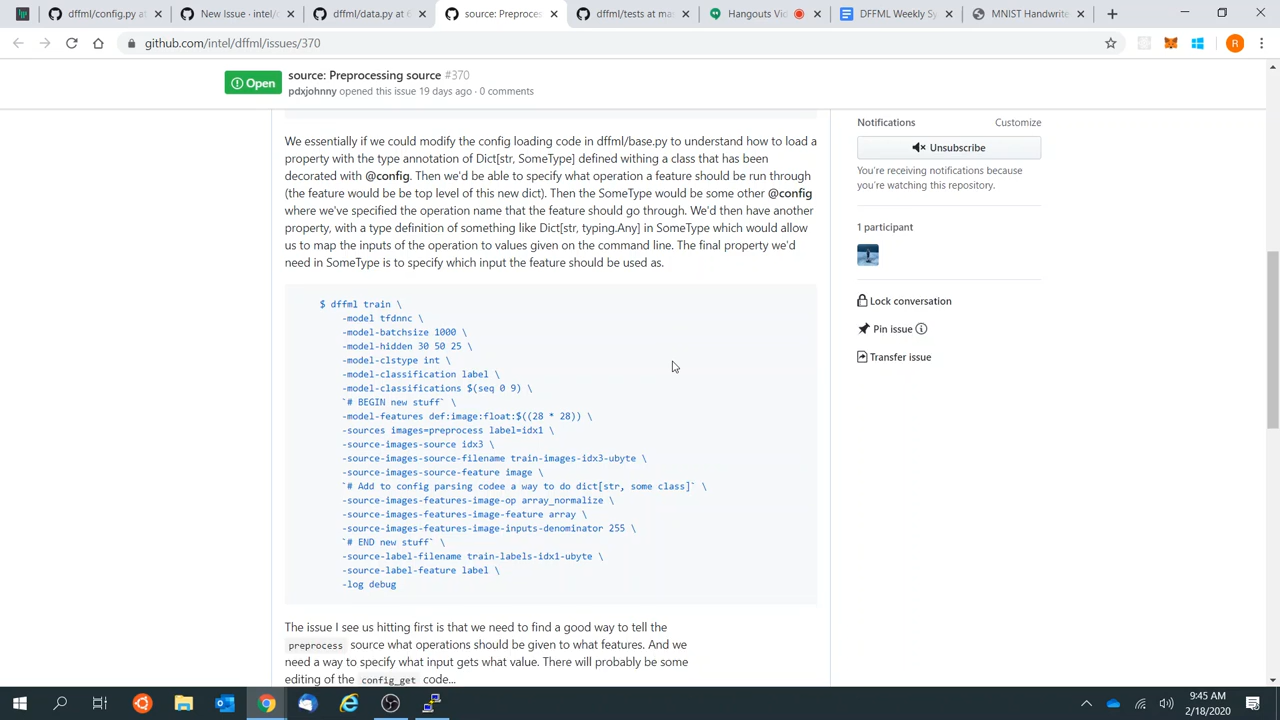 dffml/config.py at
New Issue · intel/d
dffml/data.py at
source: Preproces
dffml/tests at ma
Hangouts Vid
DFFML Weekly Sy
MNIST Handwrite
github.com/intel/dffml/issues/370
R
Open
source: Preprocessing source #370
pdxjohnny opened this issue 19 days ago · 0 comments
We essentially if we could modify the config loading code in dffml/base.py to understand how to load a
property with the type annotation of Dict[str, SomeType] defined withing a class that has been
decorated with @config. Then we'd be able to specify what operation a feature should be run through
(the feature would be be top level of this new dict). Then the SomeType would be some other @config
where we've specified the operation name that the feature should go through. We'd then have another
property, with a type definition of something like Dict[str, typing.Any] in SomeType which would allow
us to map the inputs of the operation to values given on the command line. The final property we'd
need in SomeType is to specify which input the feature should be used as.
$ dffml train \
-model tfdnnc \
-model-batchsize 1000 \
-model-hidden 30 50 25 \
-model-clstype int \
-model-classification label \
-model-classifications $(seq 0 9) \
`# BEGIN new stuff` \
-model-features def:image:float:$((28 * 28)) \
-sources images=preprocess label=idx1 \
-source-images-source idx3 \
-source-images-source-filename train-images-idx3-ubyte \
-source-images-source-feature image \
`# Add to config parsing codee a way to do dict[str, some class]` \
-source-images-features-image-op array_normalize \
-source-images-features-image-feature array \
-source-images-features-image-inputs-denominator 255 \
`# END new stuff` \
-source-label-filename train-labels-idx1-ubyte \
-source-label-feature label \
-log debug
The issue I see us hitting first is that we need to find a good way to tell the
preprocess source what operations should be given to what features. And we
need a way to specify what input gets what value. There will probably be some
editing of the config_get code...
Notifications
Customize
Unsubscribe
You're receiving notifications because
you're watching this repository.
1 participant
Lock conversation
Pin issue
Transfer issue
9:45 AM
2/18/2020